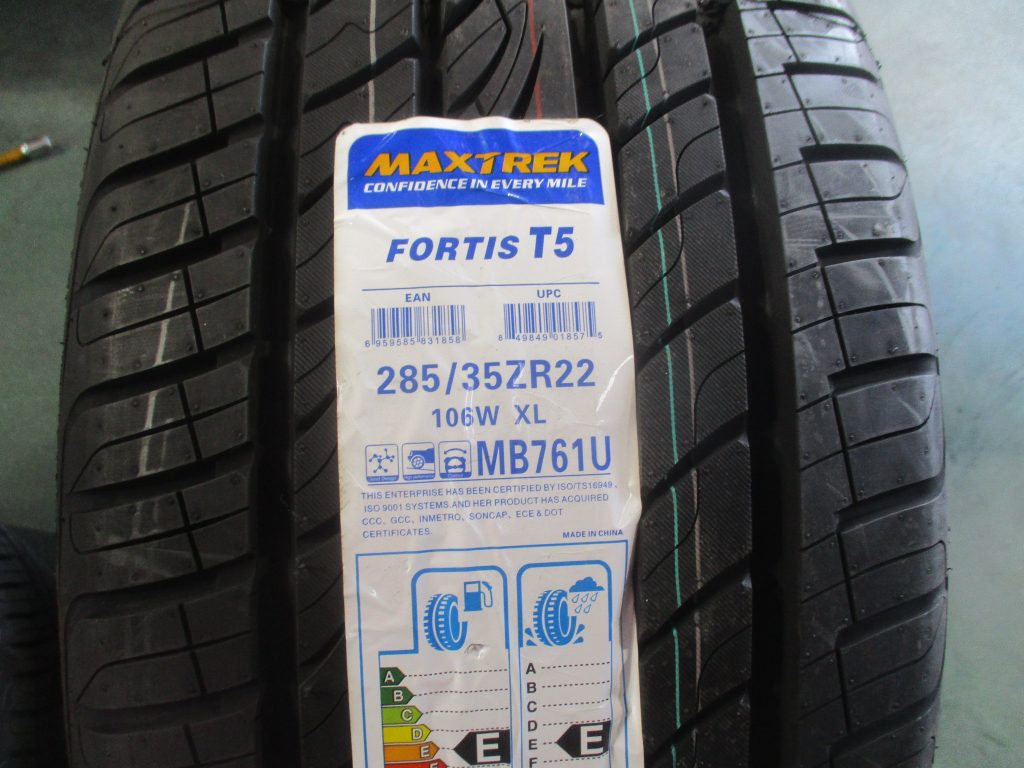 MAXTREK
CONFIDENCE IN EVERY MILE
FORTIS T5
EAN UPC
6 959585 831858 8 49849 01857 5
285/35ZR22
106W XL
MB761U
THIS ENTERPRISE HAS BEEN CERTIFIED BY ISO/TS16949,
ISO 9001 SYSTEMS,AND HER PRODUCT HAS ACQUIRED
CCC, GCC, INMETRO, SONCAP, ECE & DOT
CERTIFICATES.
MADE IN CHINA
A
B
C
D
E E
F
A
B
C
D
E E
F